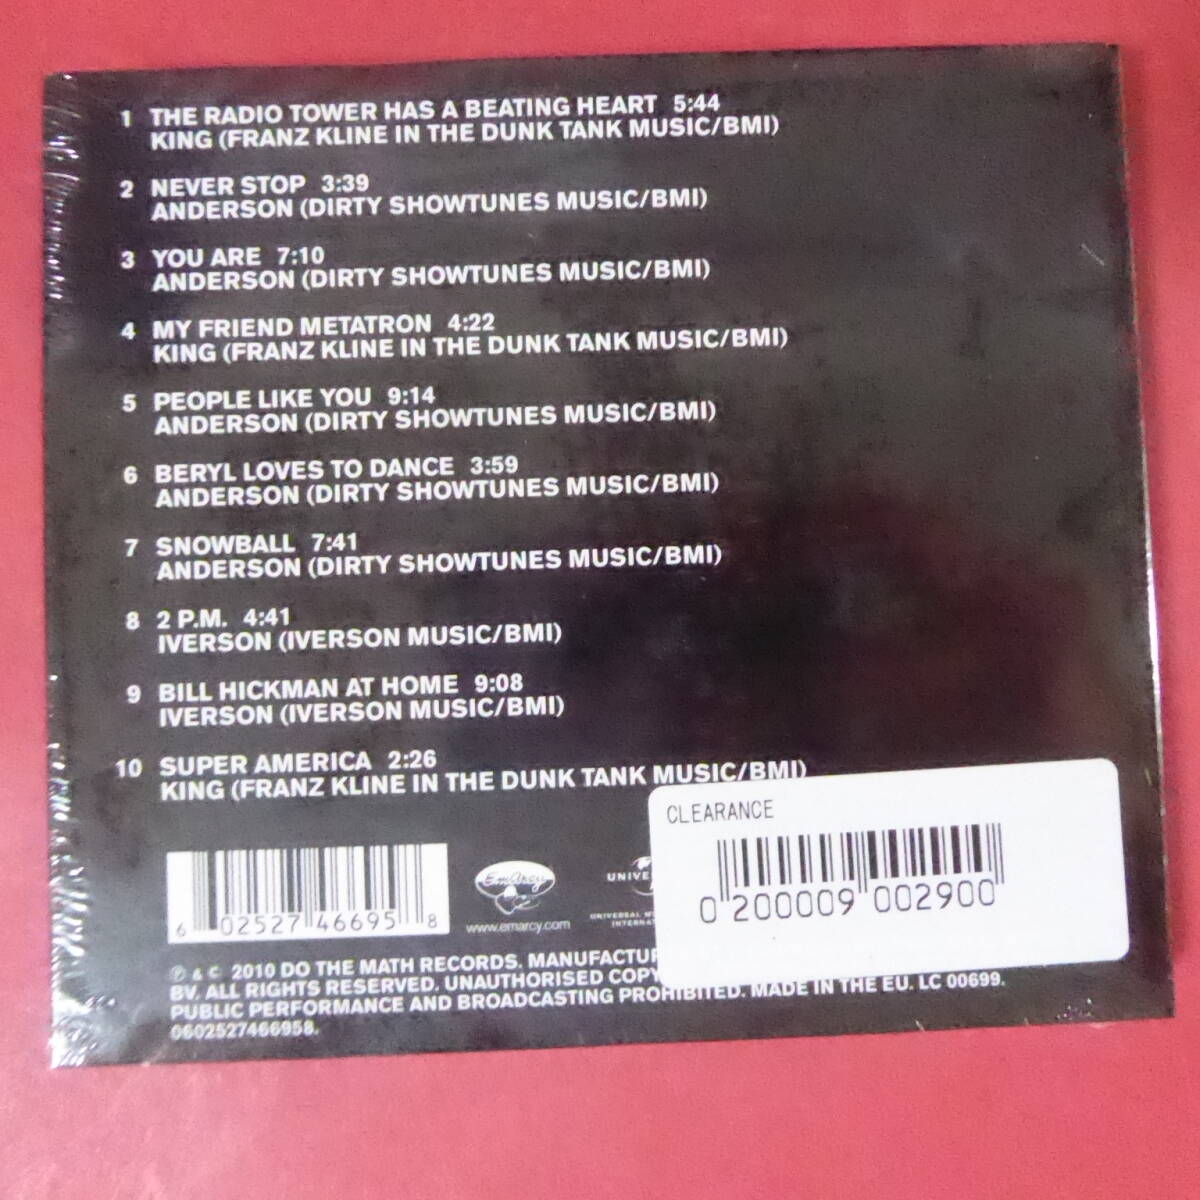 1 THE RADIO TOWER HAS A BEATING HEART 5:44
KING (FRANZ KLINE IN THE DUNK TANK MUSIC/BMI)
2 NEVER STOP 3:39
ANDERSON (DIRTY SHOWTUNES MUSIC/BMI)
3 YOU ARE 7:10
ANDERSON (DIRTY SHOWTUNES MUSIC/BMI)
4 MY FRIEND METATRON 4:22
KING (FRANZ KLINE IN THE DUNK TANK MUSIC/BMI)
5 PEOPLE LIKE YOU 9:14
ANDERSON (DIRTY SHOWTUNES MUSIC/BMI)
6 BERYL LOVES TO DANCE 3:59
ANDERSON (DIRTY SHOWTUNES MUSIC/BMI)
7 SNOWBALL 7:41
ANDERSON (DIRTY SHOWTUNES MUSIC/BMI)
8 2 P.M. 4:41
IVERSON (IVERSON MUSIC/BMI)
9 BILL HICKMAN AT HOME 9:08
IVERSON (IVERSON MUSIC/BMI)
10 SUPER AMERICA 2:26
KING (FRANZ KLINE IN THE DUNK TANK MUSIC/BMI)
CLEARANCE
0 200009 002900
6 02527 46695 8
EmArcy
www.emarcy.com
UNIVE
UNIVERSAL MU
INTERN
℗ & © 2010 DO THE MATH RECORDS. MANUFACTUR
BV. ALL RIGHTS RESERVED. UNAUTHORISED COPY
PUBLIC PERFORMANCE AND BROADCASTING PROHIBITED. MADE IN THE EU. LC 00699.
0602527466958.